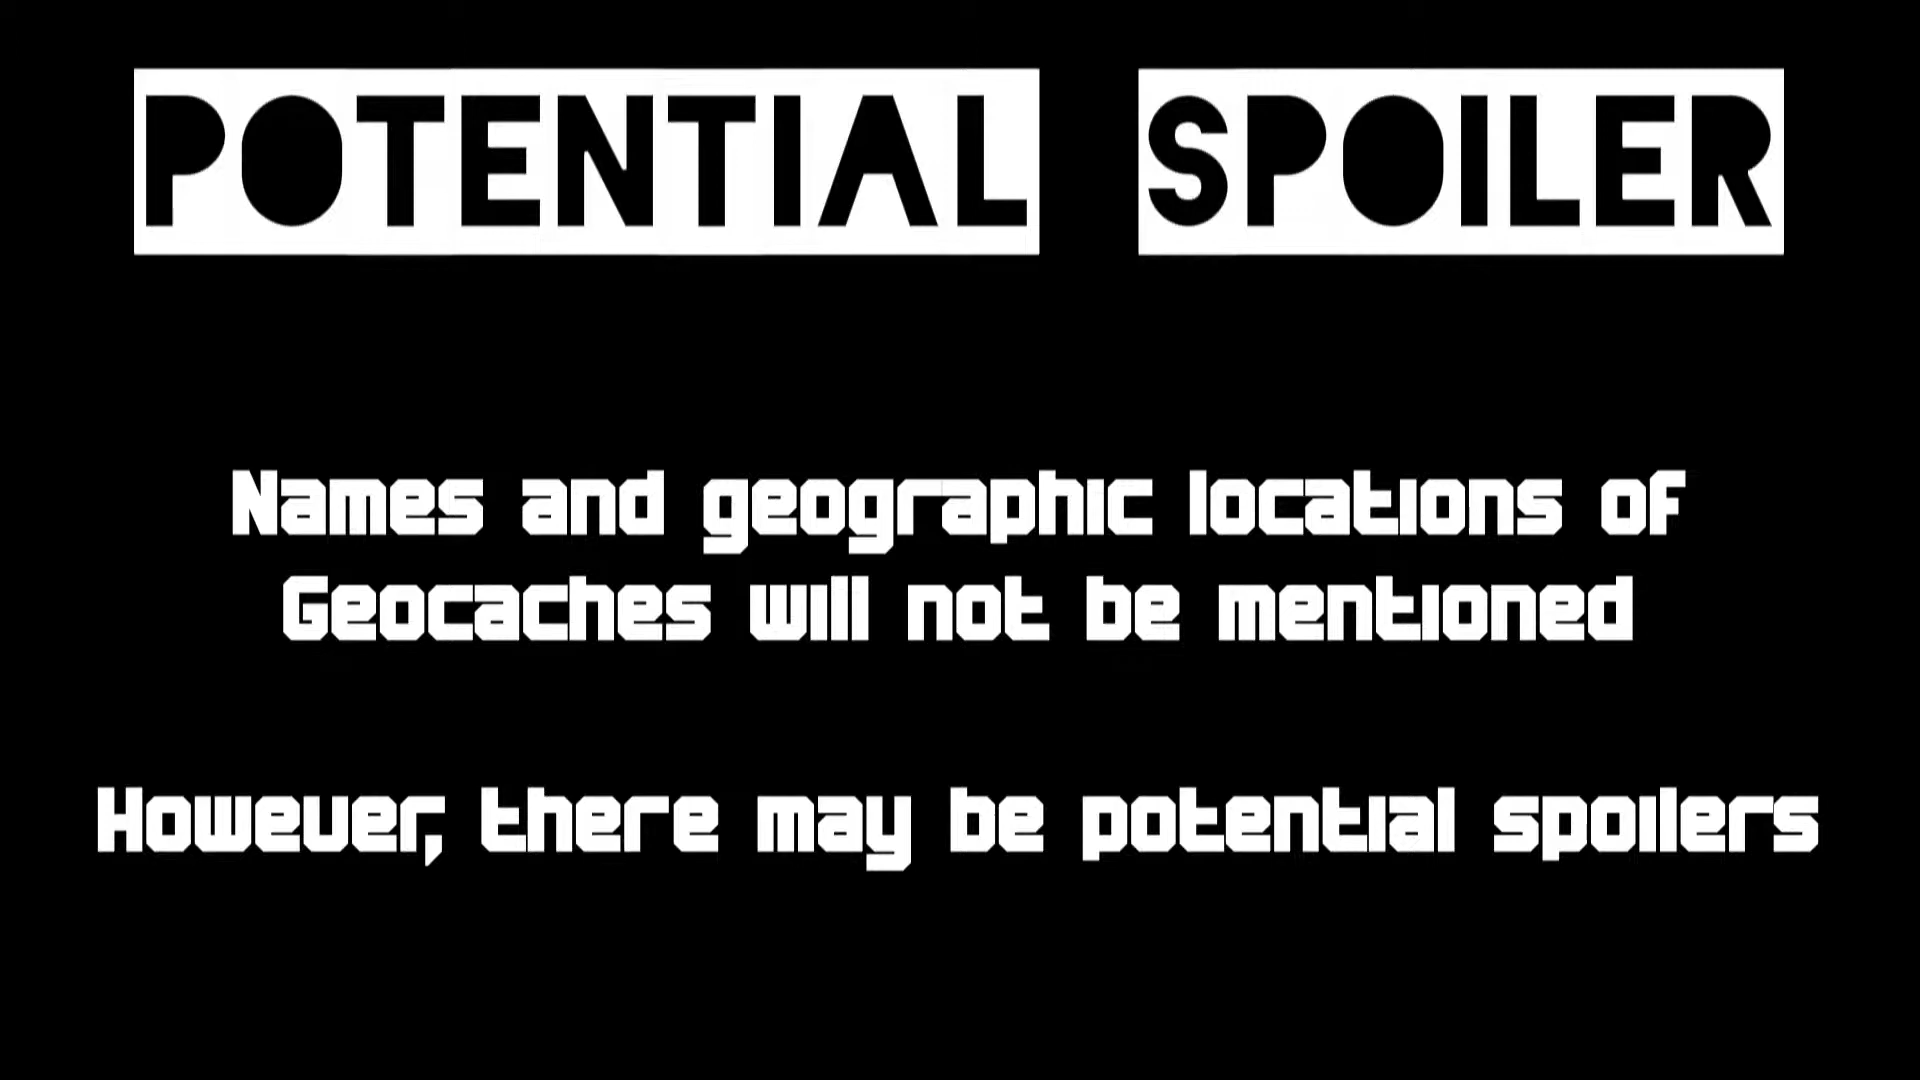 POTENTIAL SPOILER
Names and geographic locations of
Geocaches will not be mentioned
However, there may be potential spoilers